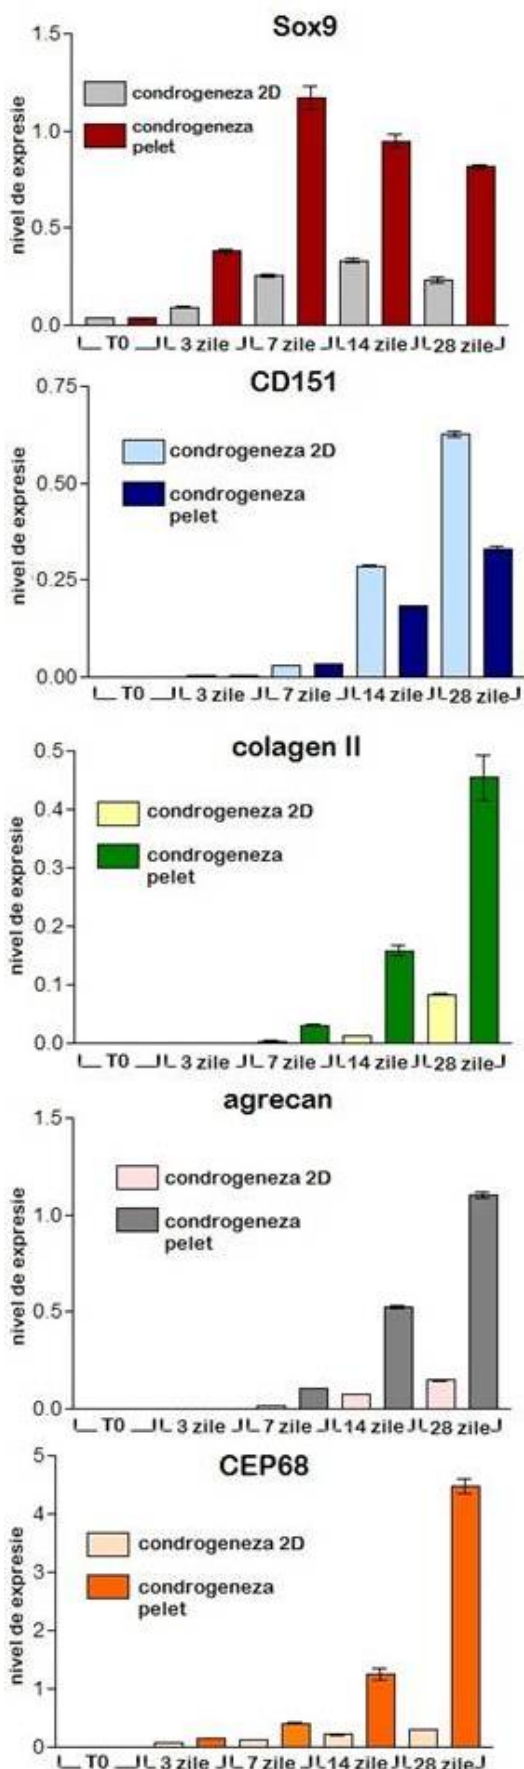 Sox9
1.5
1.0
0.5
0.0
nivel de expresie
condrogeneza 2D
condrogeneza
pelet
T0 3 zile 7 zile 14 zile 28 zile
CD151
0.75
0.50
0.25
0.00
nivel de expresie
condrogeneza 2D
condrogeneza
pelet
T0 3 zile 7 zile 14 zile 28 zile
colagen II
0.5
0.4
0.3
0.2
0.1
0.0
nivel de expresie
condrogeneza 2D
condrogeneza
pelet
T0 3 zile 7 zile 14 zile 28 zile
agrecan
1.5
1.0
0.5
0.0
nivel de expresie
condrogeneza 2D
condrogeneza
pelet
T0 3 zile 7 zile 14 zile 28 zile
CEP68
5
4
3
2
1
0
nivel de expresie
condrogeneza 2D
condrogeneza
pelet
T0 3 zile 7 zile 14 zile 28 zile